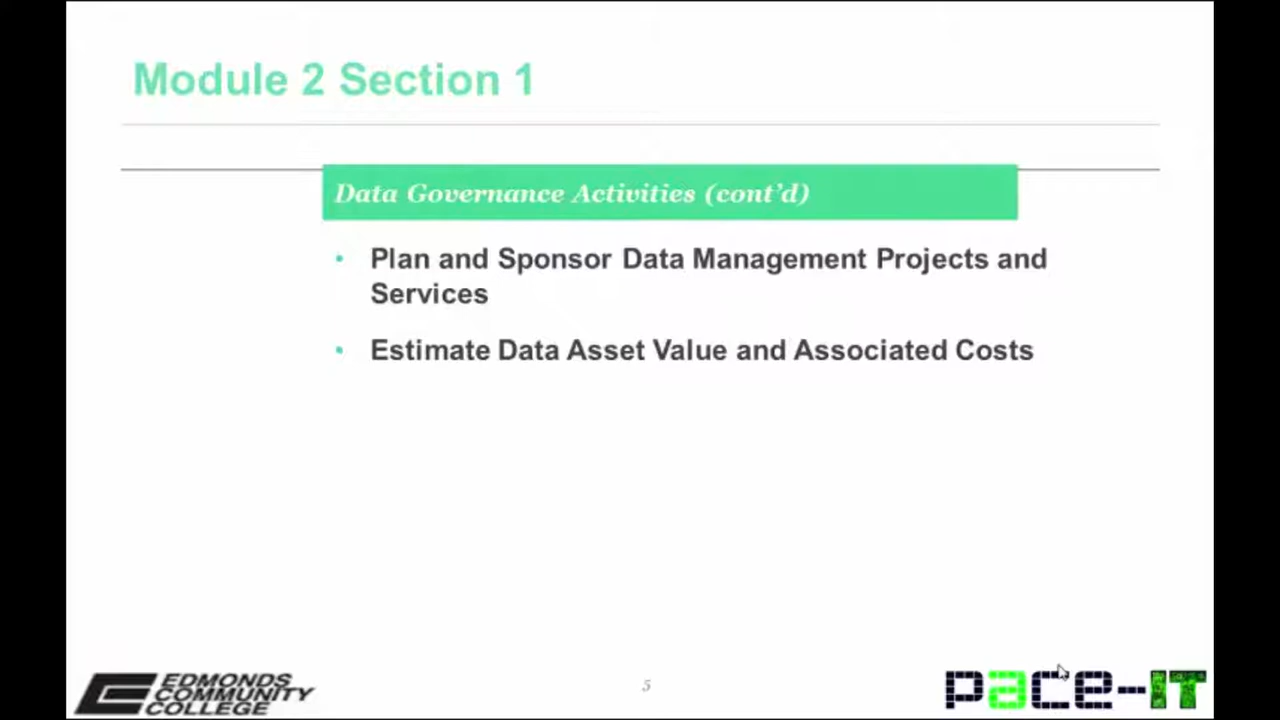 Module 2 Section 1
Data Governance Activities (cont’d)
• Plan and Sponsor Data Management Projects and
Services
• Estimate Data Asset Value and Associated Costs
EDMONDS
COMMUNITY
COLLEGE
5
pace-IT